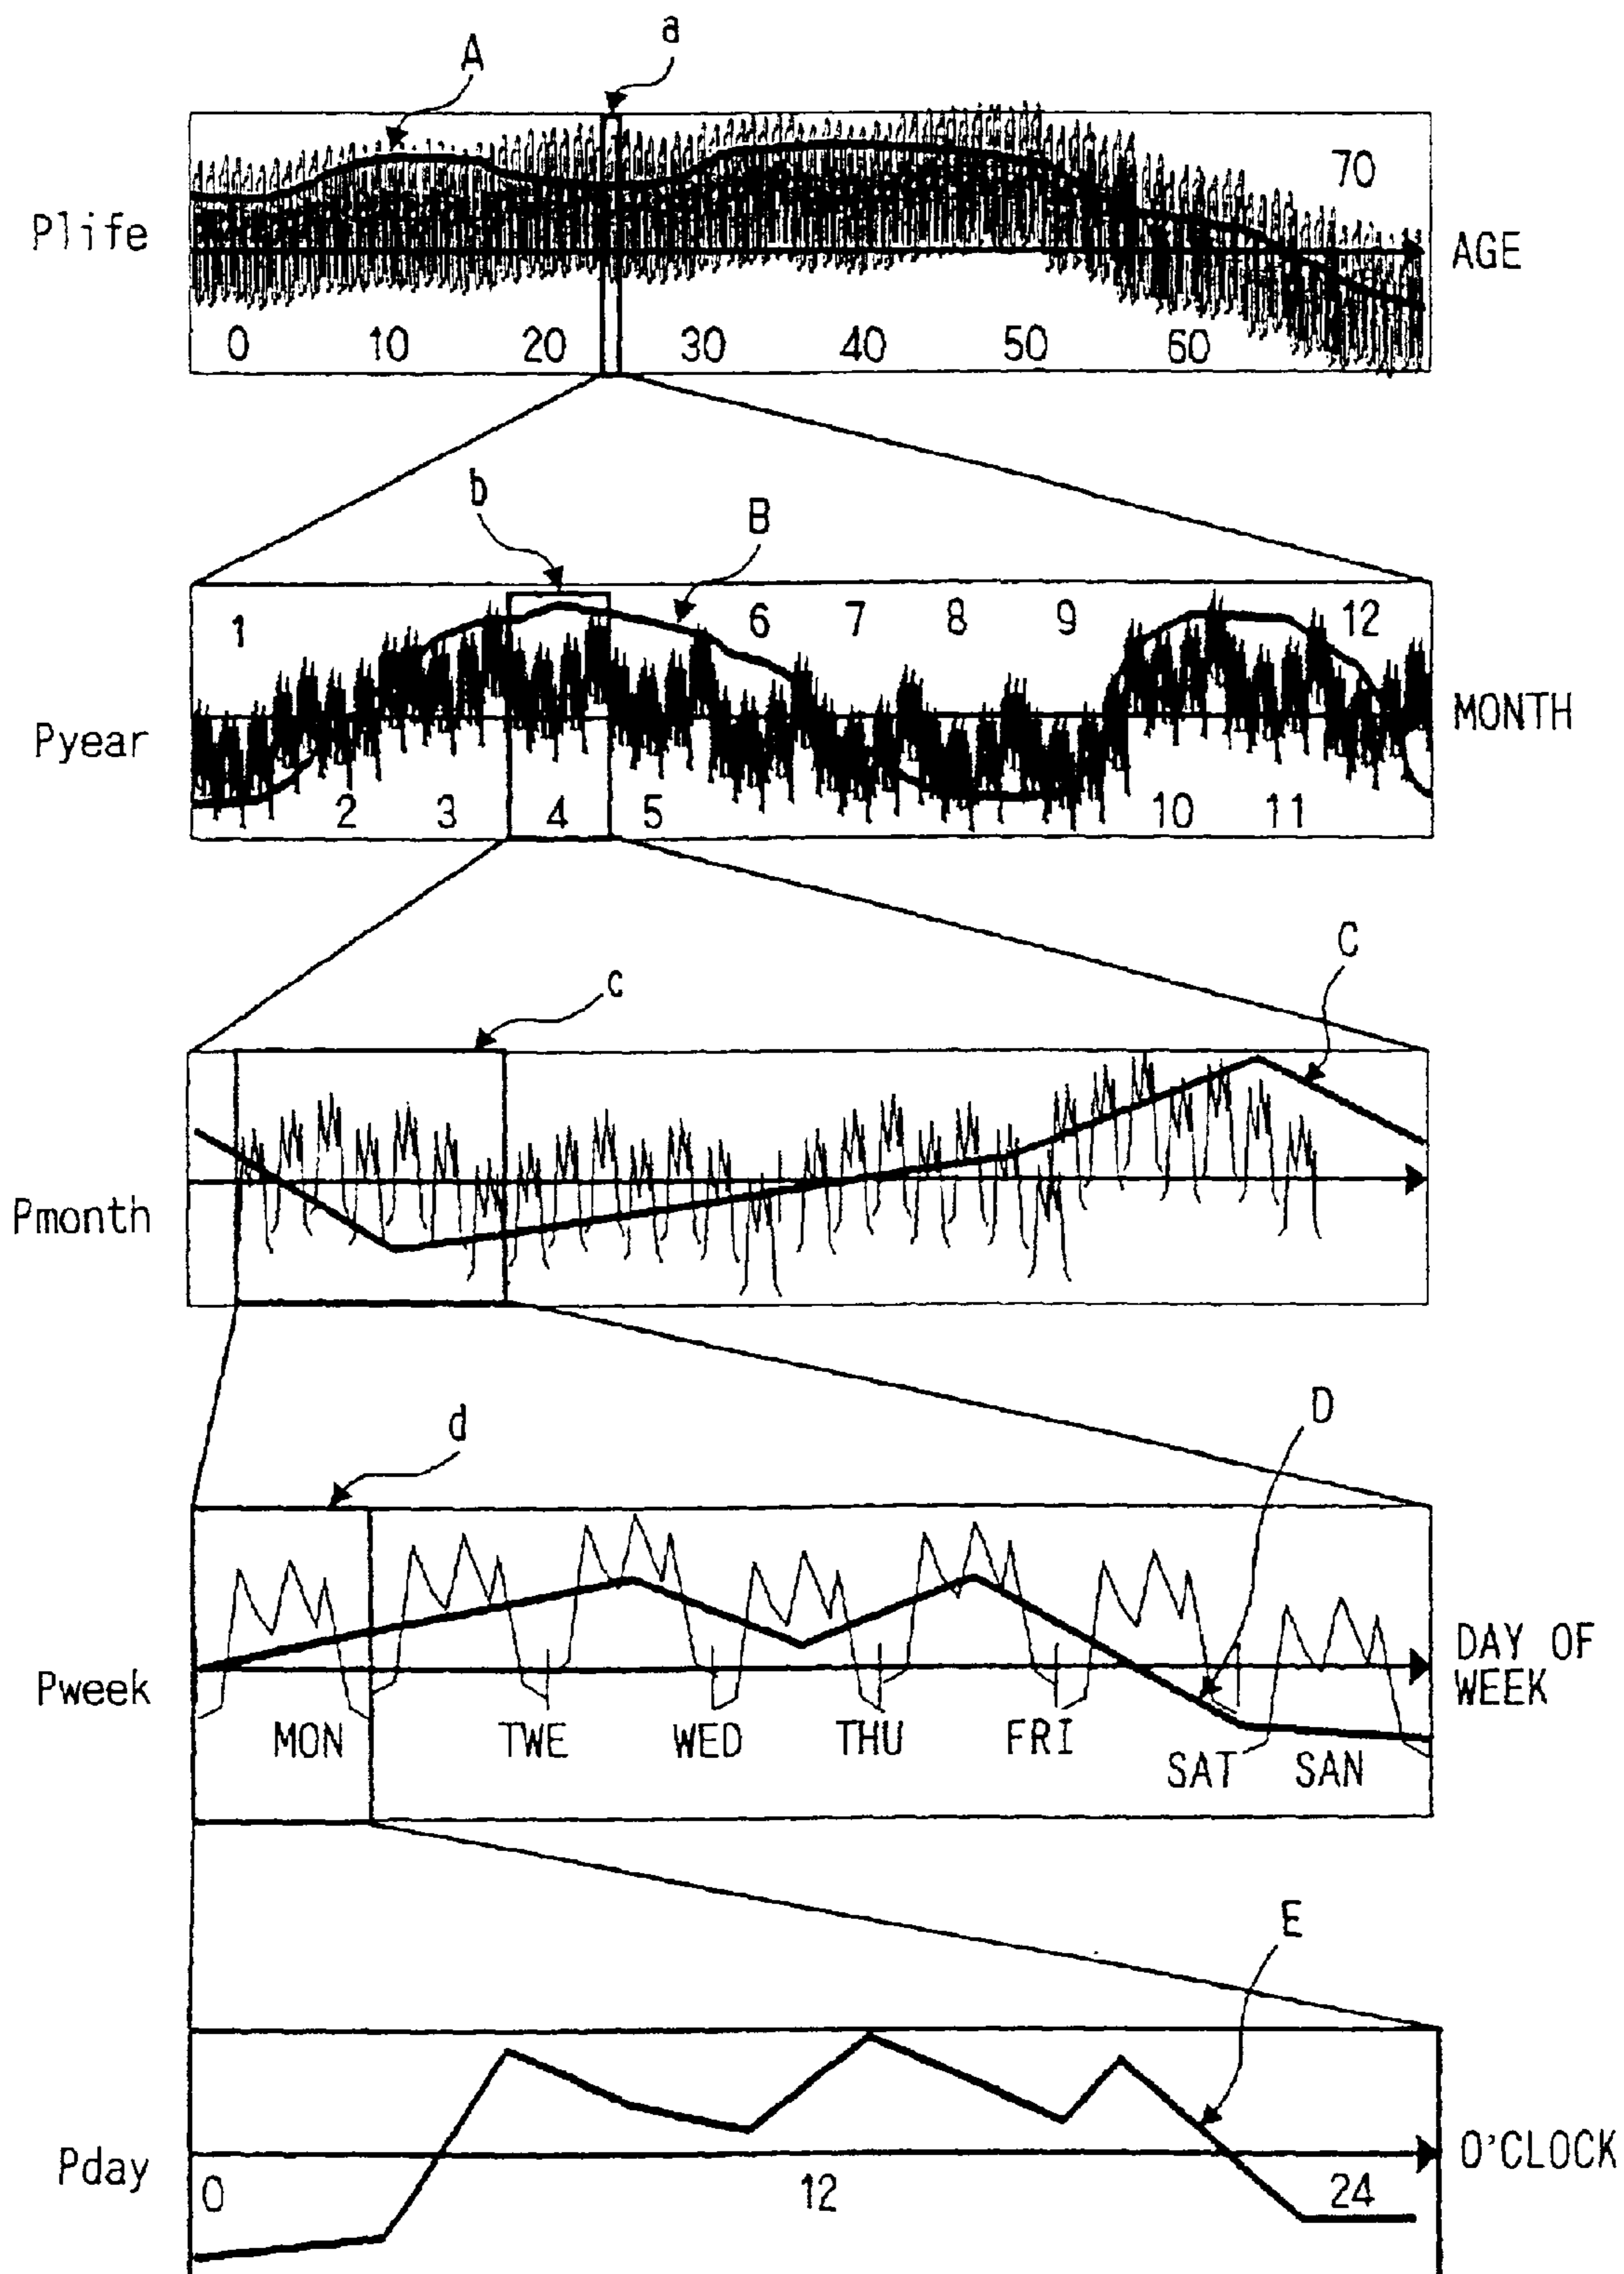 A a
70
Plife AGE
0 10 20 30 40 50 60
b B
1 6 7 8 9 12
Pyear MONTH
2 3 4 5 10 11
C
c
Pmonth
D
d
DAY OF
Pweek WEEK
MON TWE WED THU FRI
SAT SAN
E
Pday O'CLOCK
0 12 24